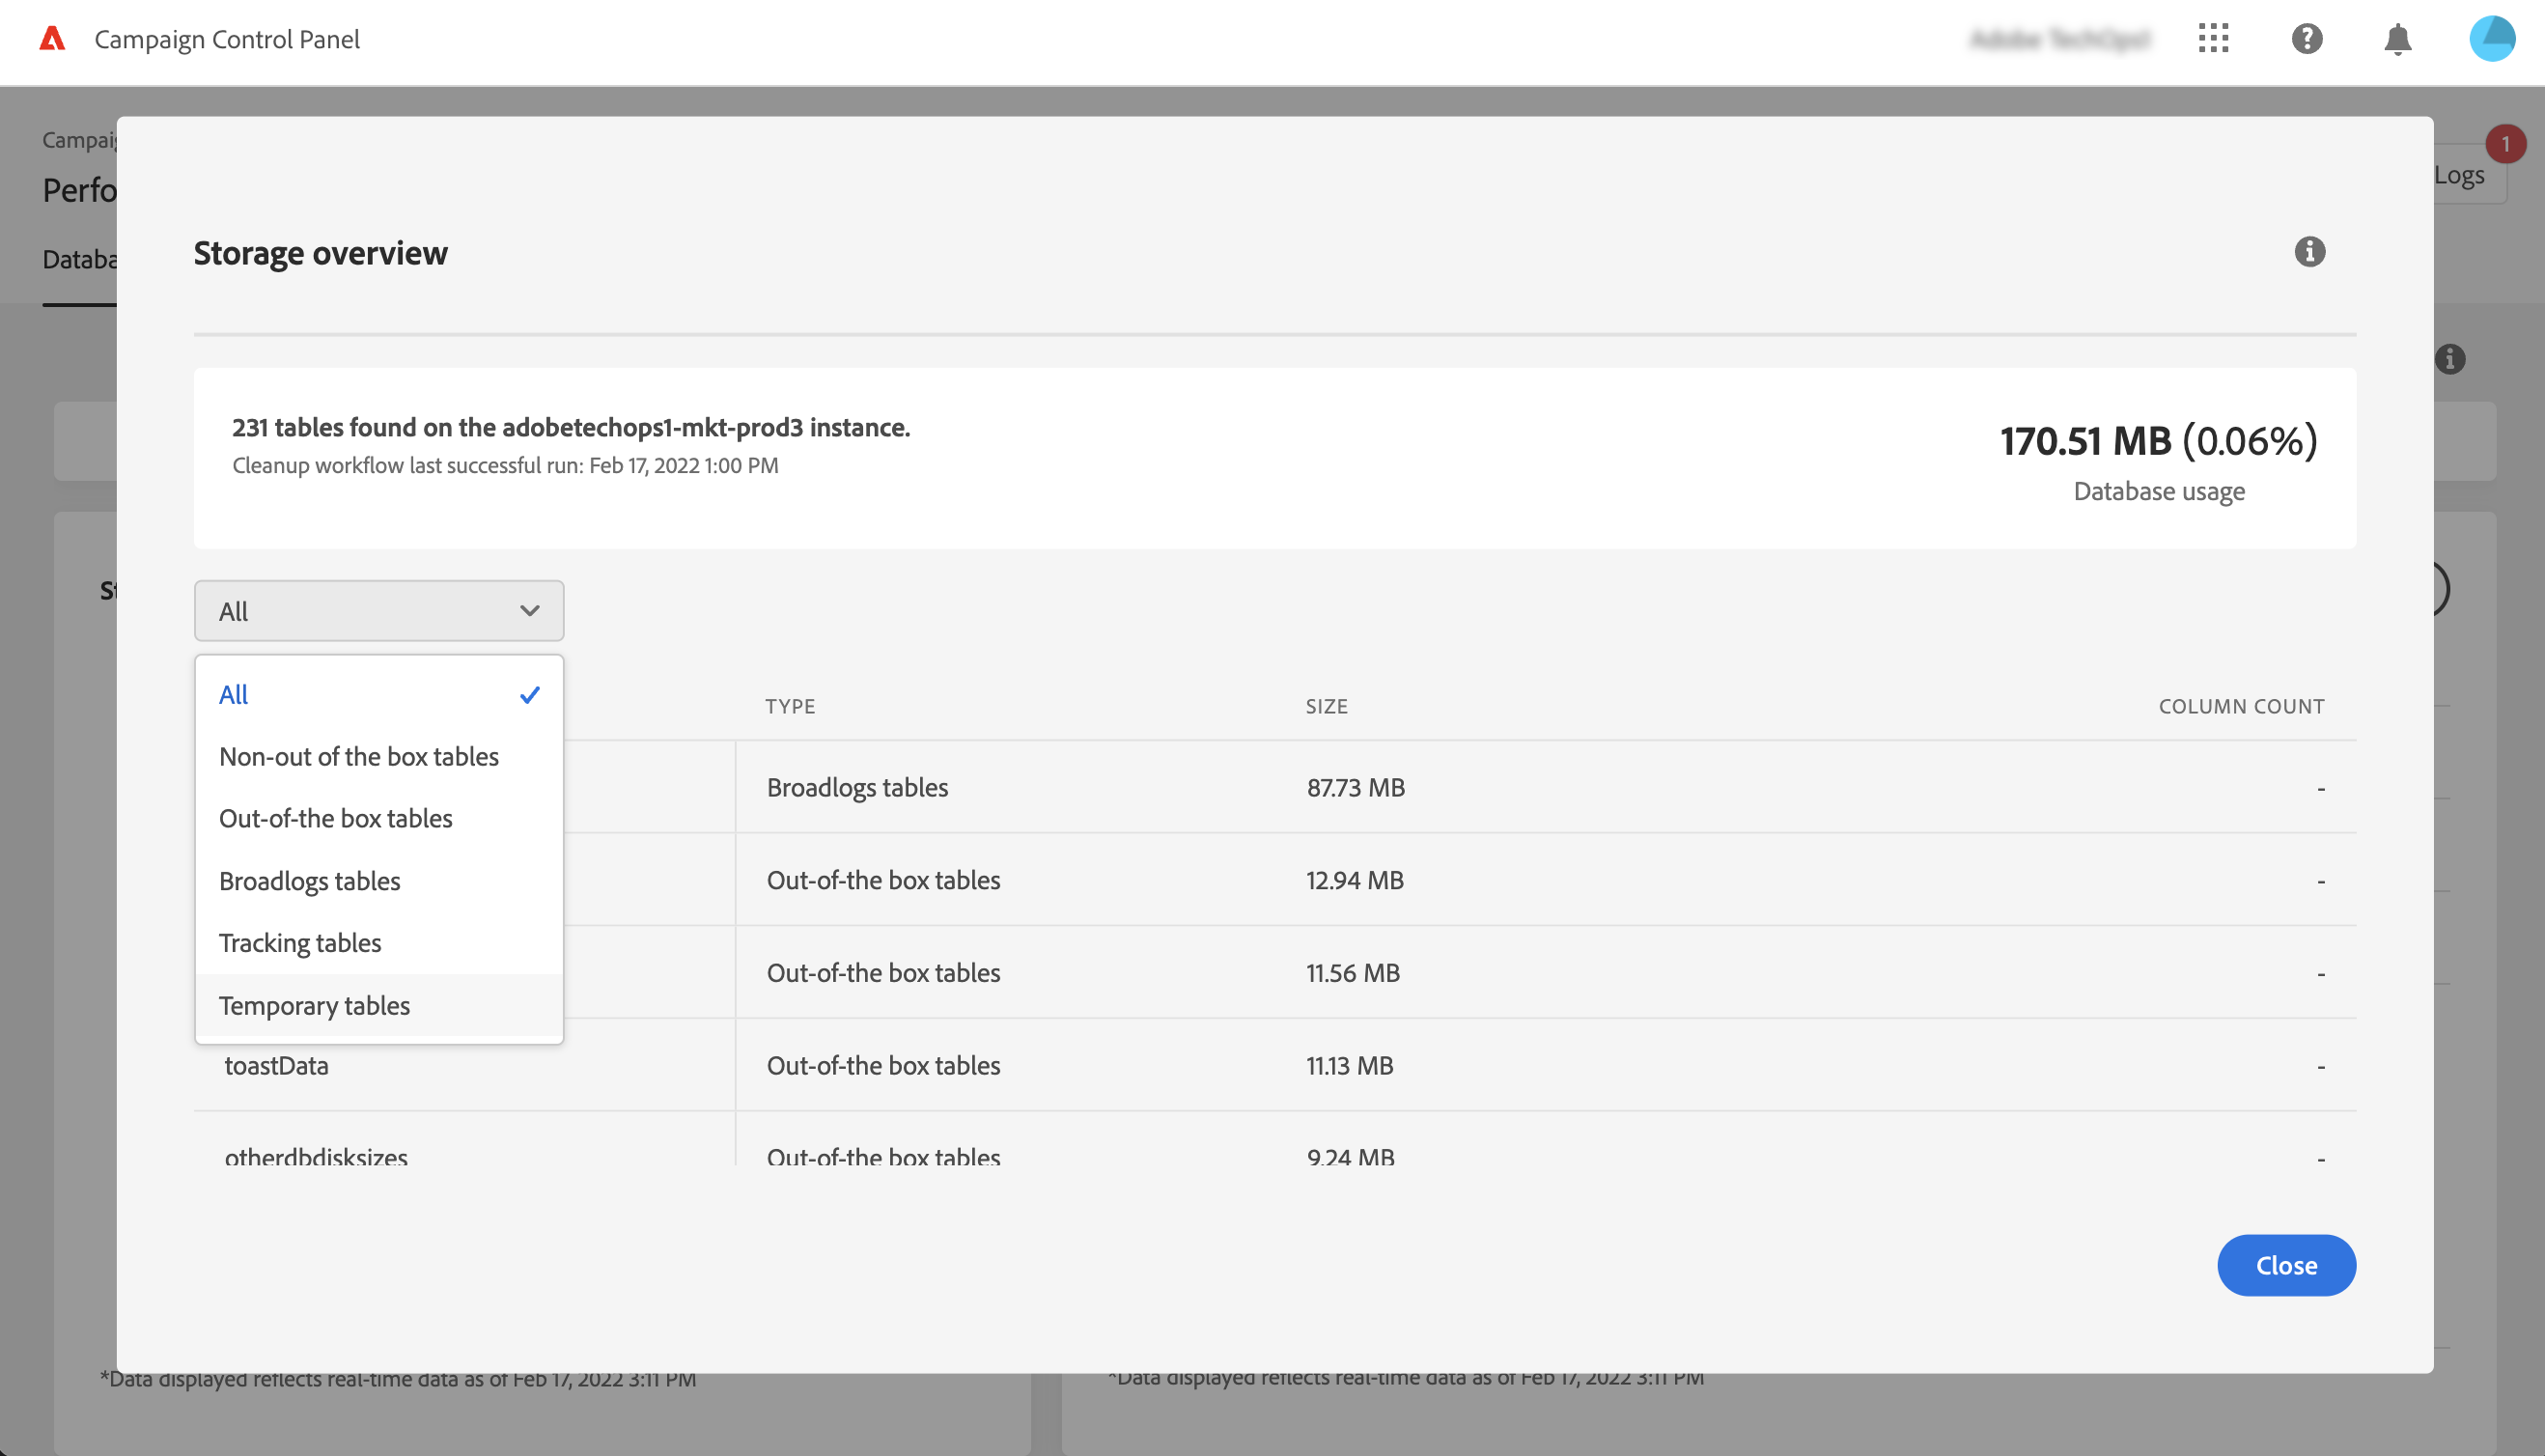 Campaign Control Panel
Campaig
Perfo
Logs
1
Databa
Storage overview
231 tables found on the adobetechops1-mkt-prod3 instance.
Cleanup workflow last successful run: Feb 17, 2022 1:00 PM
170.51 MB (0.06%)
Database usage
St
All
All
Non-out of the box tables
Out-of-the box tables
Broadlogs tables
Tracking tables
Temporary tables
TYPE SIZE COLUMN COUNT
Broadlogs tables 87.73 MB -
Out-of-the box tables 12.94 MB -
Out-of-the box tables 11.56 MB -
toastData Out-of-the box tables 11.13 MB -
otherdbdisksizes Out-of-the box tables 9.24 MB -
Close
*Data displayed reflects real-time data as of Feb 17, 2022 3:11 PM
*Data displayed reflects real-time data as of Feb 17, 2022 3:11 PM